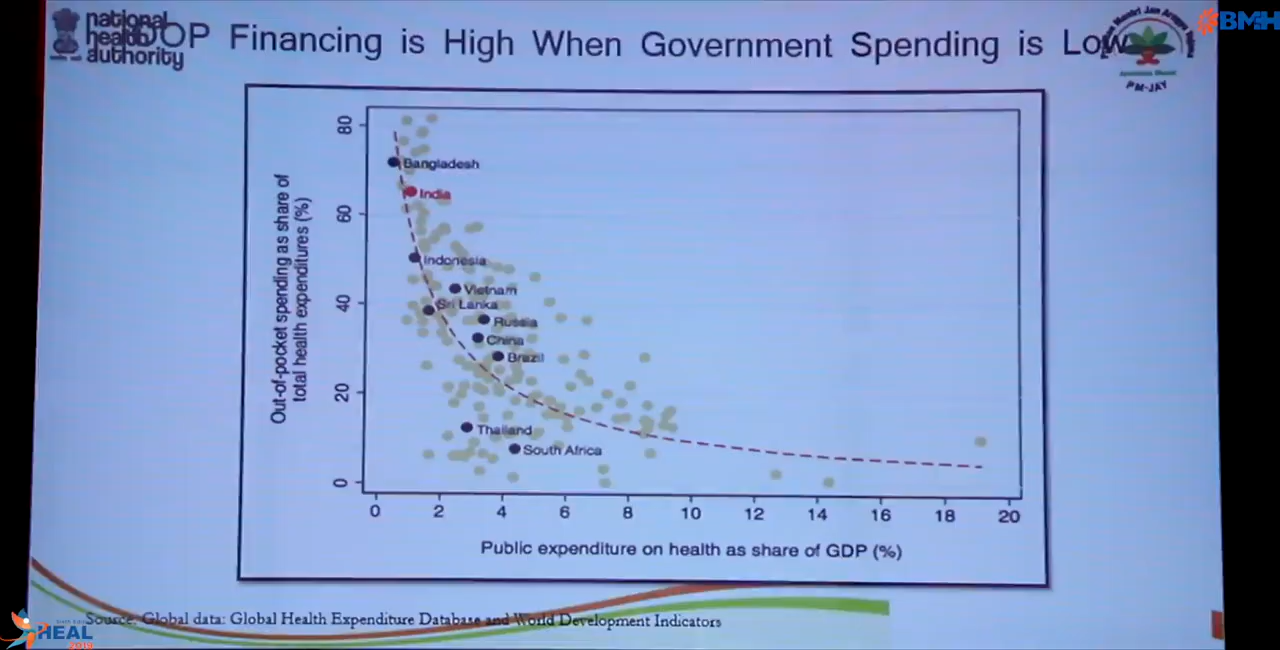 national
health
authority
OOP Financing is High When Government Spending is Low
Mantri Jan
PM-JAY
BMH
Out-of-pocket spending as share of
total health expenditures (%)
80
60
40
20
0
Bangladesh
India
Indonesia
Vietnam
Sri Lanka
Russia
China
Brazil
Thailand
South Africa
0 2 4 6 8 10 12 14 16 18 20
Public expenditure on health as share of GDP (%)
Source: Global data: Global Health Expenditure Database and World Development Indicators
HEAL
2019